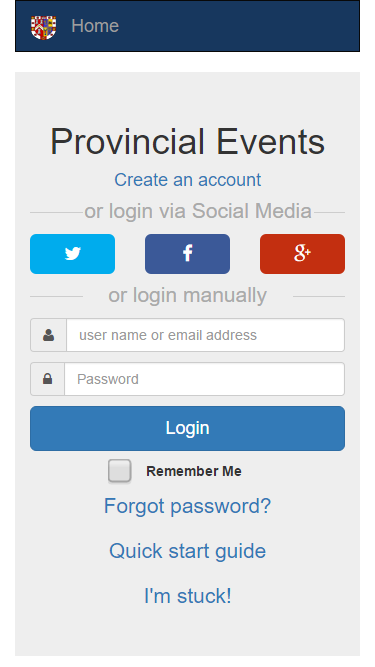 Home
Provincial Events
Create an account
or login via Social Media
or login manually
user name or email address
Password
Login
Remember Me
Forgot password?
Quick start guide
I'm stuck!